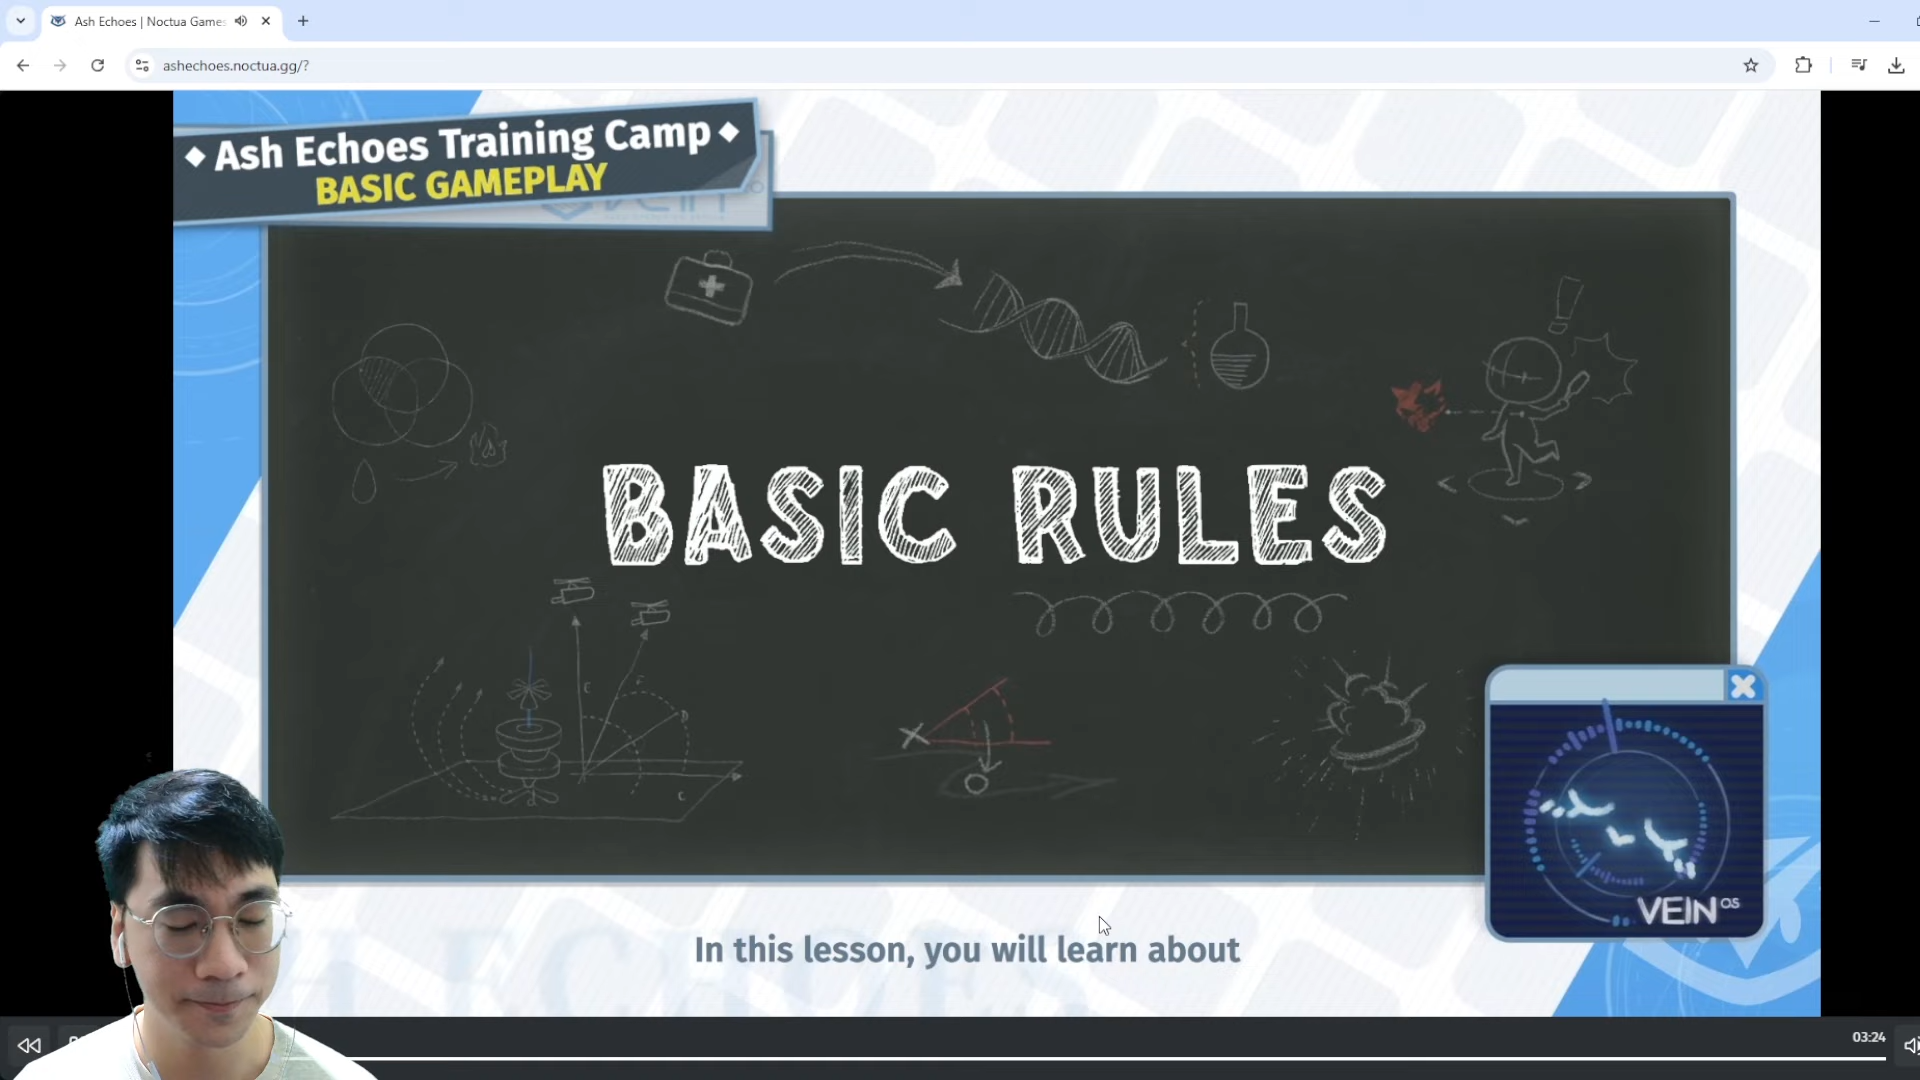 Ash Echoes | Noctua Games
ashechoes.noctua.gg/?
Ash Echoes Training Camp
BASIC GAMEPLAY
BASIC RULES
In this lesson, you will learn about
VEIN OS
03:24